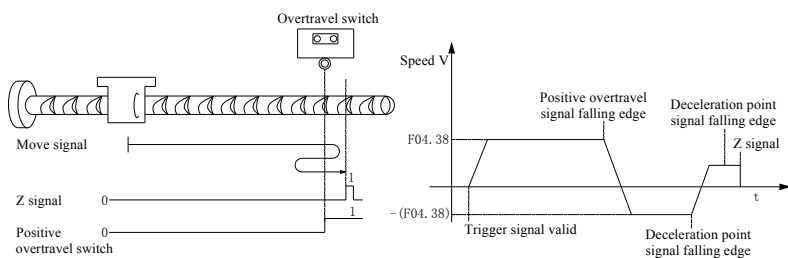 Overtravel switch
Move signal
1
Z signal 0
1
Positive
overtravel switch 0
Speed V
Positive overtravel
signal falling edge
Deceleration point
signal falling edge
Z signal
F04.38
t
-(F04.38)
Trigger signal valid
Deceleration point
signal falling edge